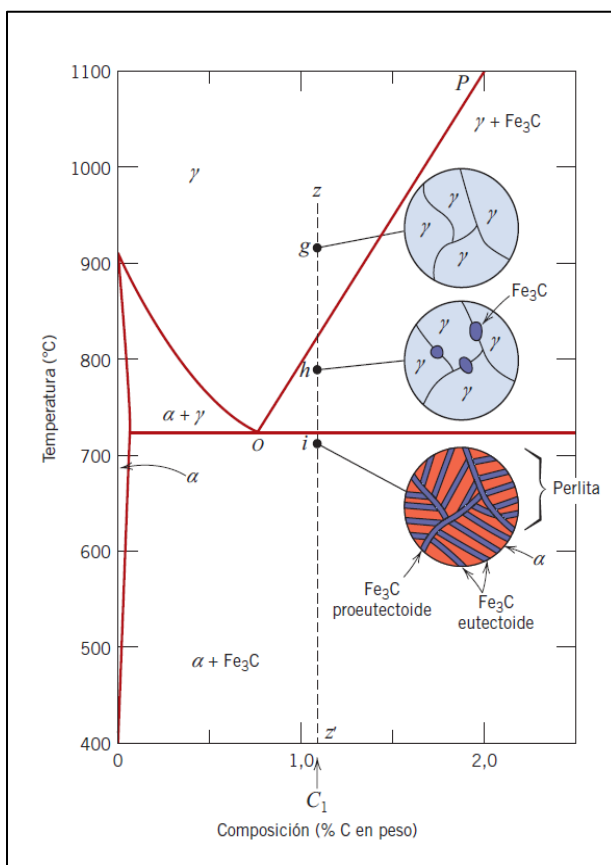 1100
P
γ + Fe₃C
1000
γ
z
γ
γ
γ
γ
g
900
Fe₃C
γ
γ
γ
γ
800
h
Temperatura (°C)
α + γ
O
i
700
α
Perlita
600
α
Fe₃C
proeutectoide
Fe₃C
eutectoide
500
α + Fe₃C
z'
400
0
1,0
2,0
C₁
Composición (% C en peso)